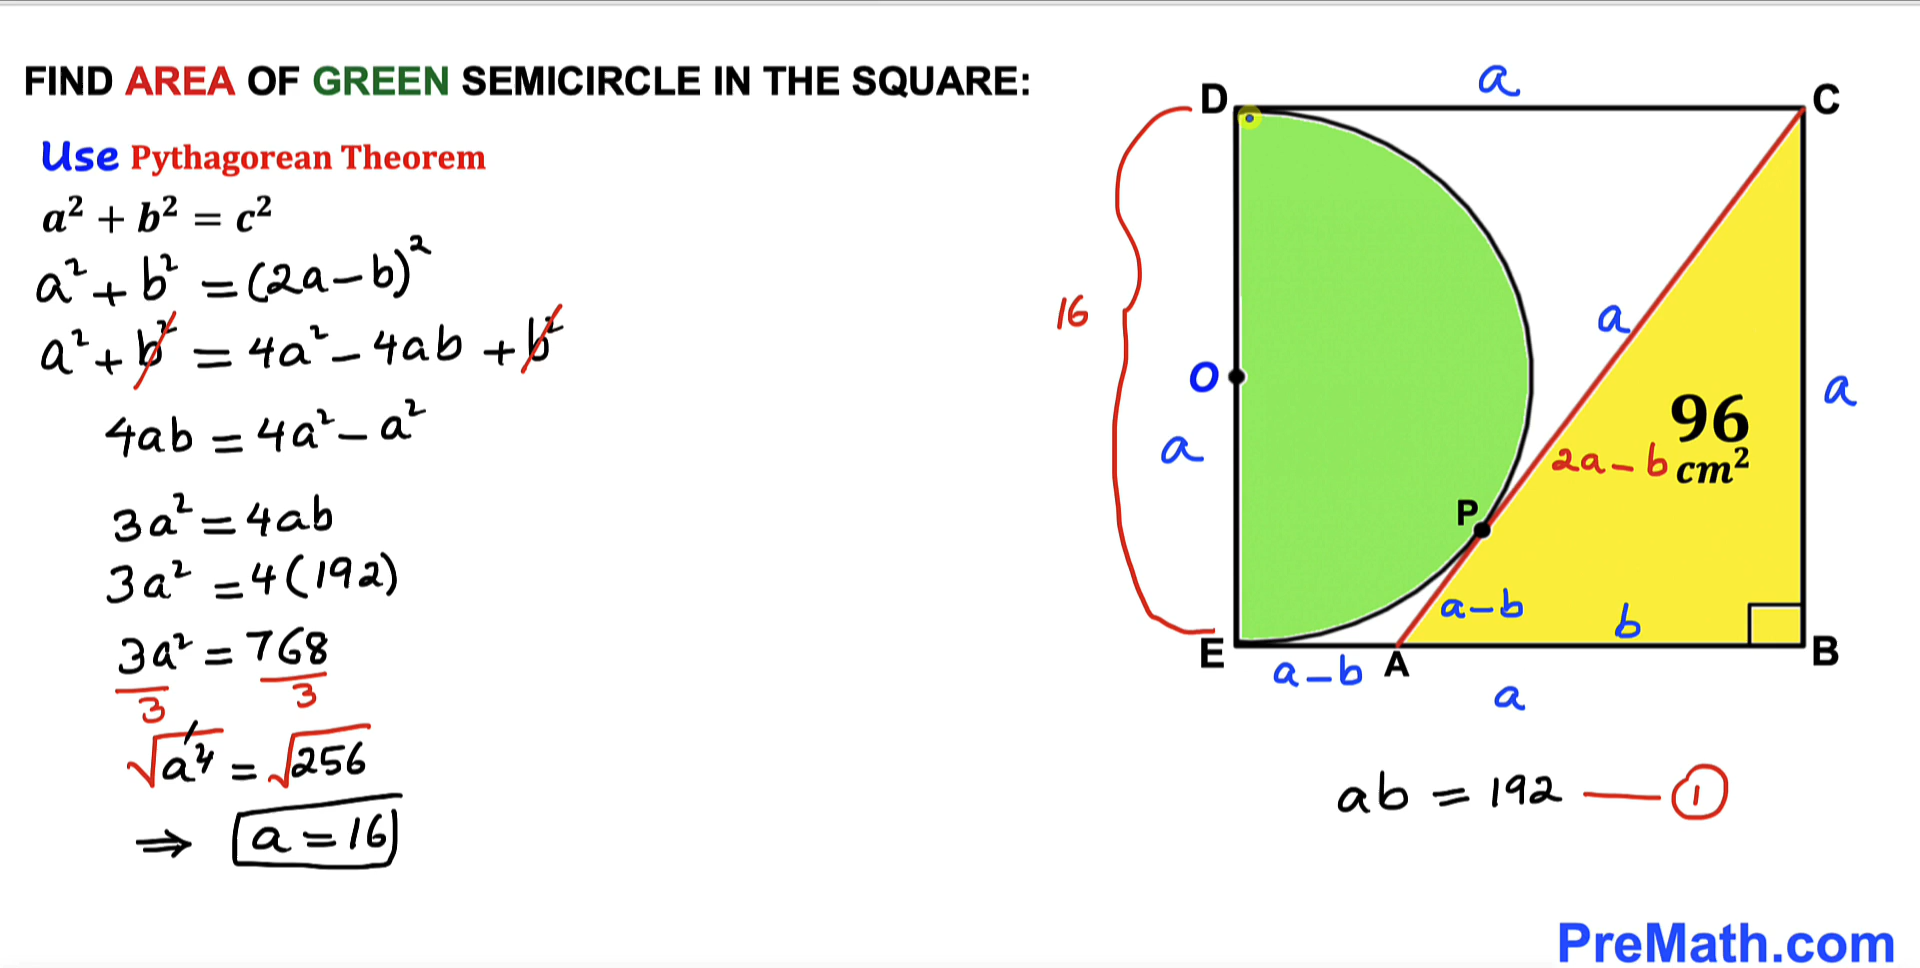 FIND AREA OF GREEN SEMICIRCLE IN THE SQUARE:
Use Pythagorean Theorem
a² + b² = c²
a² + b² = (2a - b)²
a² + b² = 4a² - 4ab + b²
4ab = 4a² - a²
3a² = 4ab
3a² = 4(192)
3a² = 768
3 3
√a² = √256
⇒ a = 16
D a C
16
O
a
a
a
96
cm²
2a - b
P
a - b
b
E a - b A B
a
ab = 192 — ①
PreMath.com